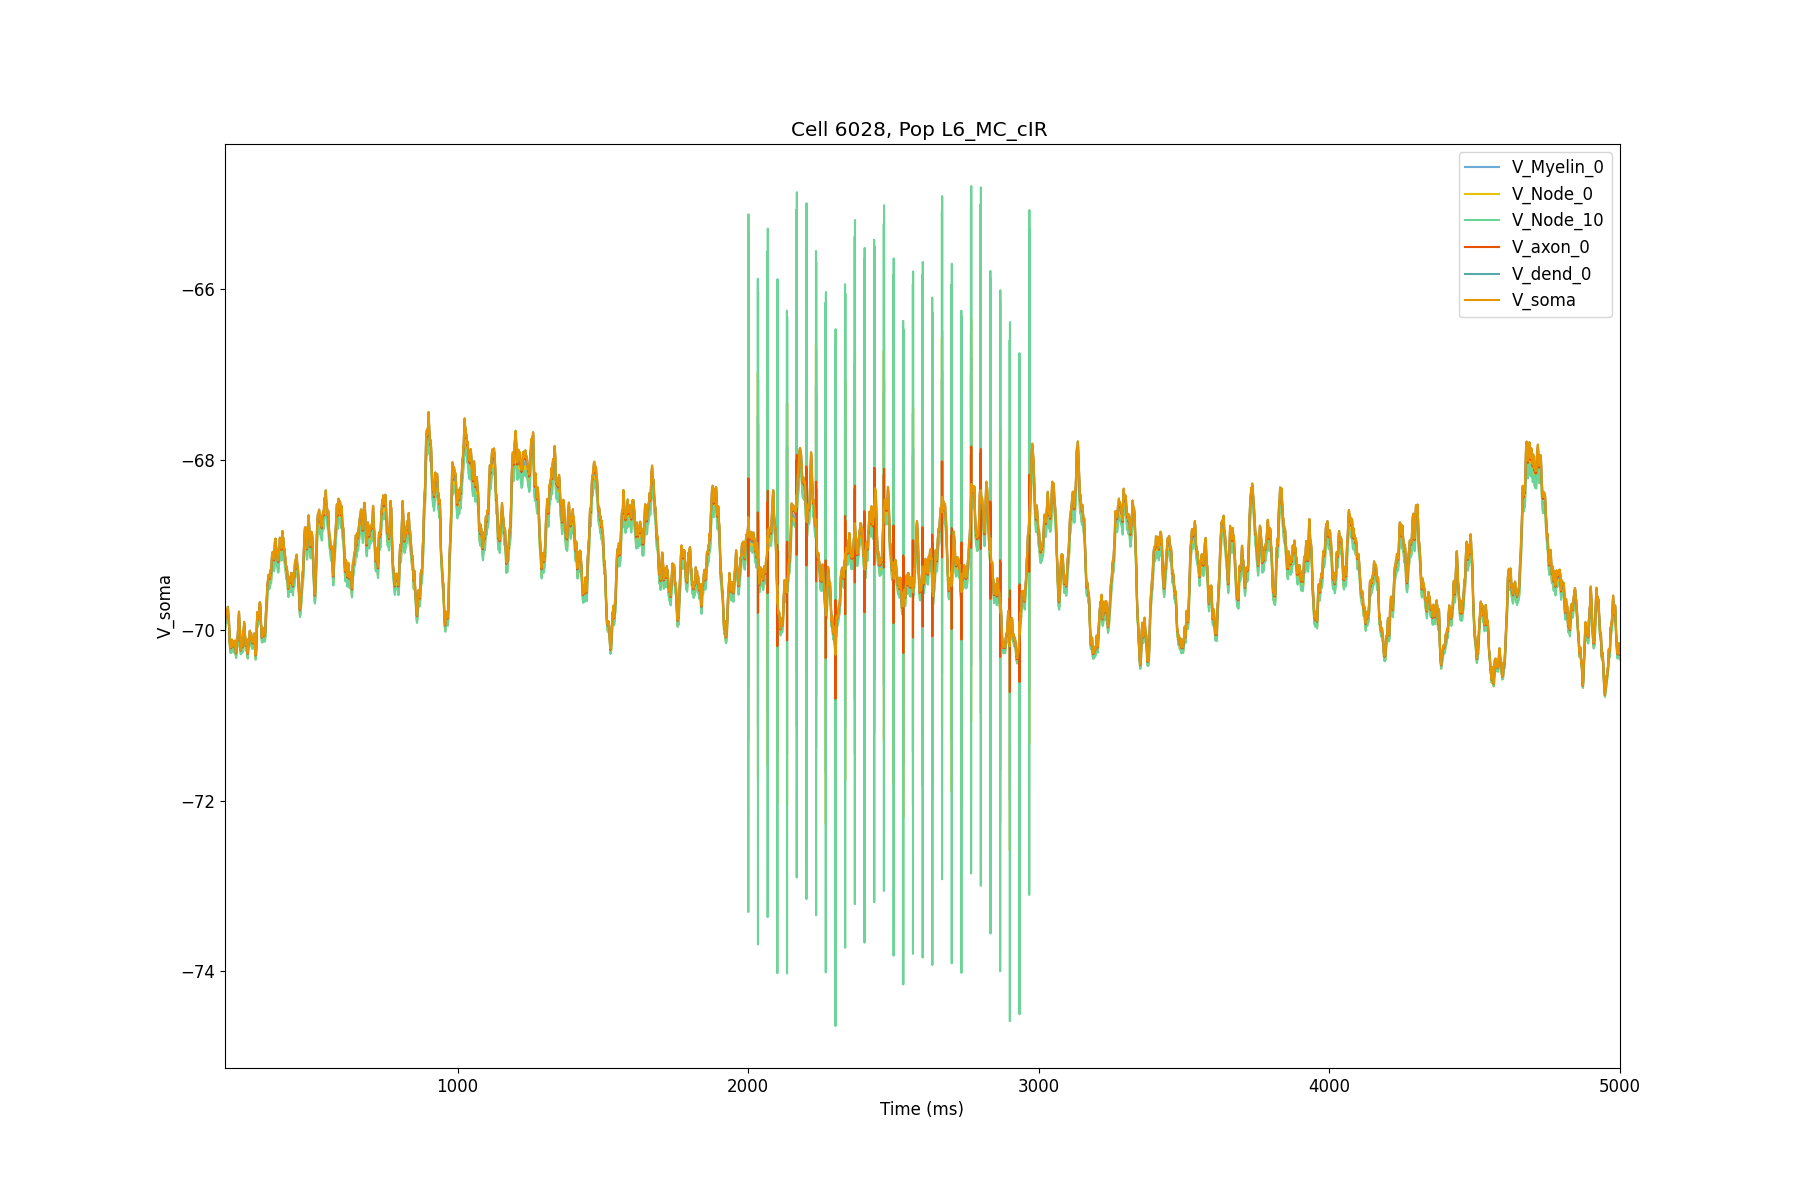 Cell 6028, Pop L6_MC_cIR
V_Myelin_0
V_Node_0
V_Node_10
V_axon_0
V_dend_0
V_soma
−66
−68
−70
−72
−74
V_soma
1000
2000
3000
4000
5000
Time (ms)